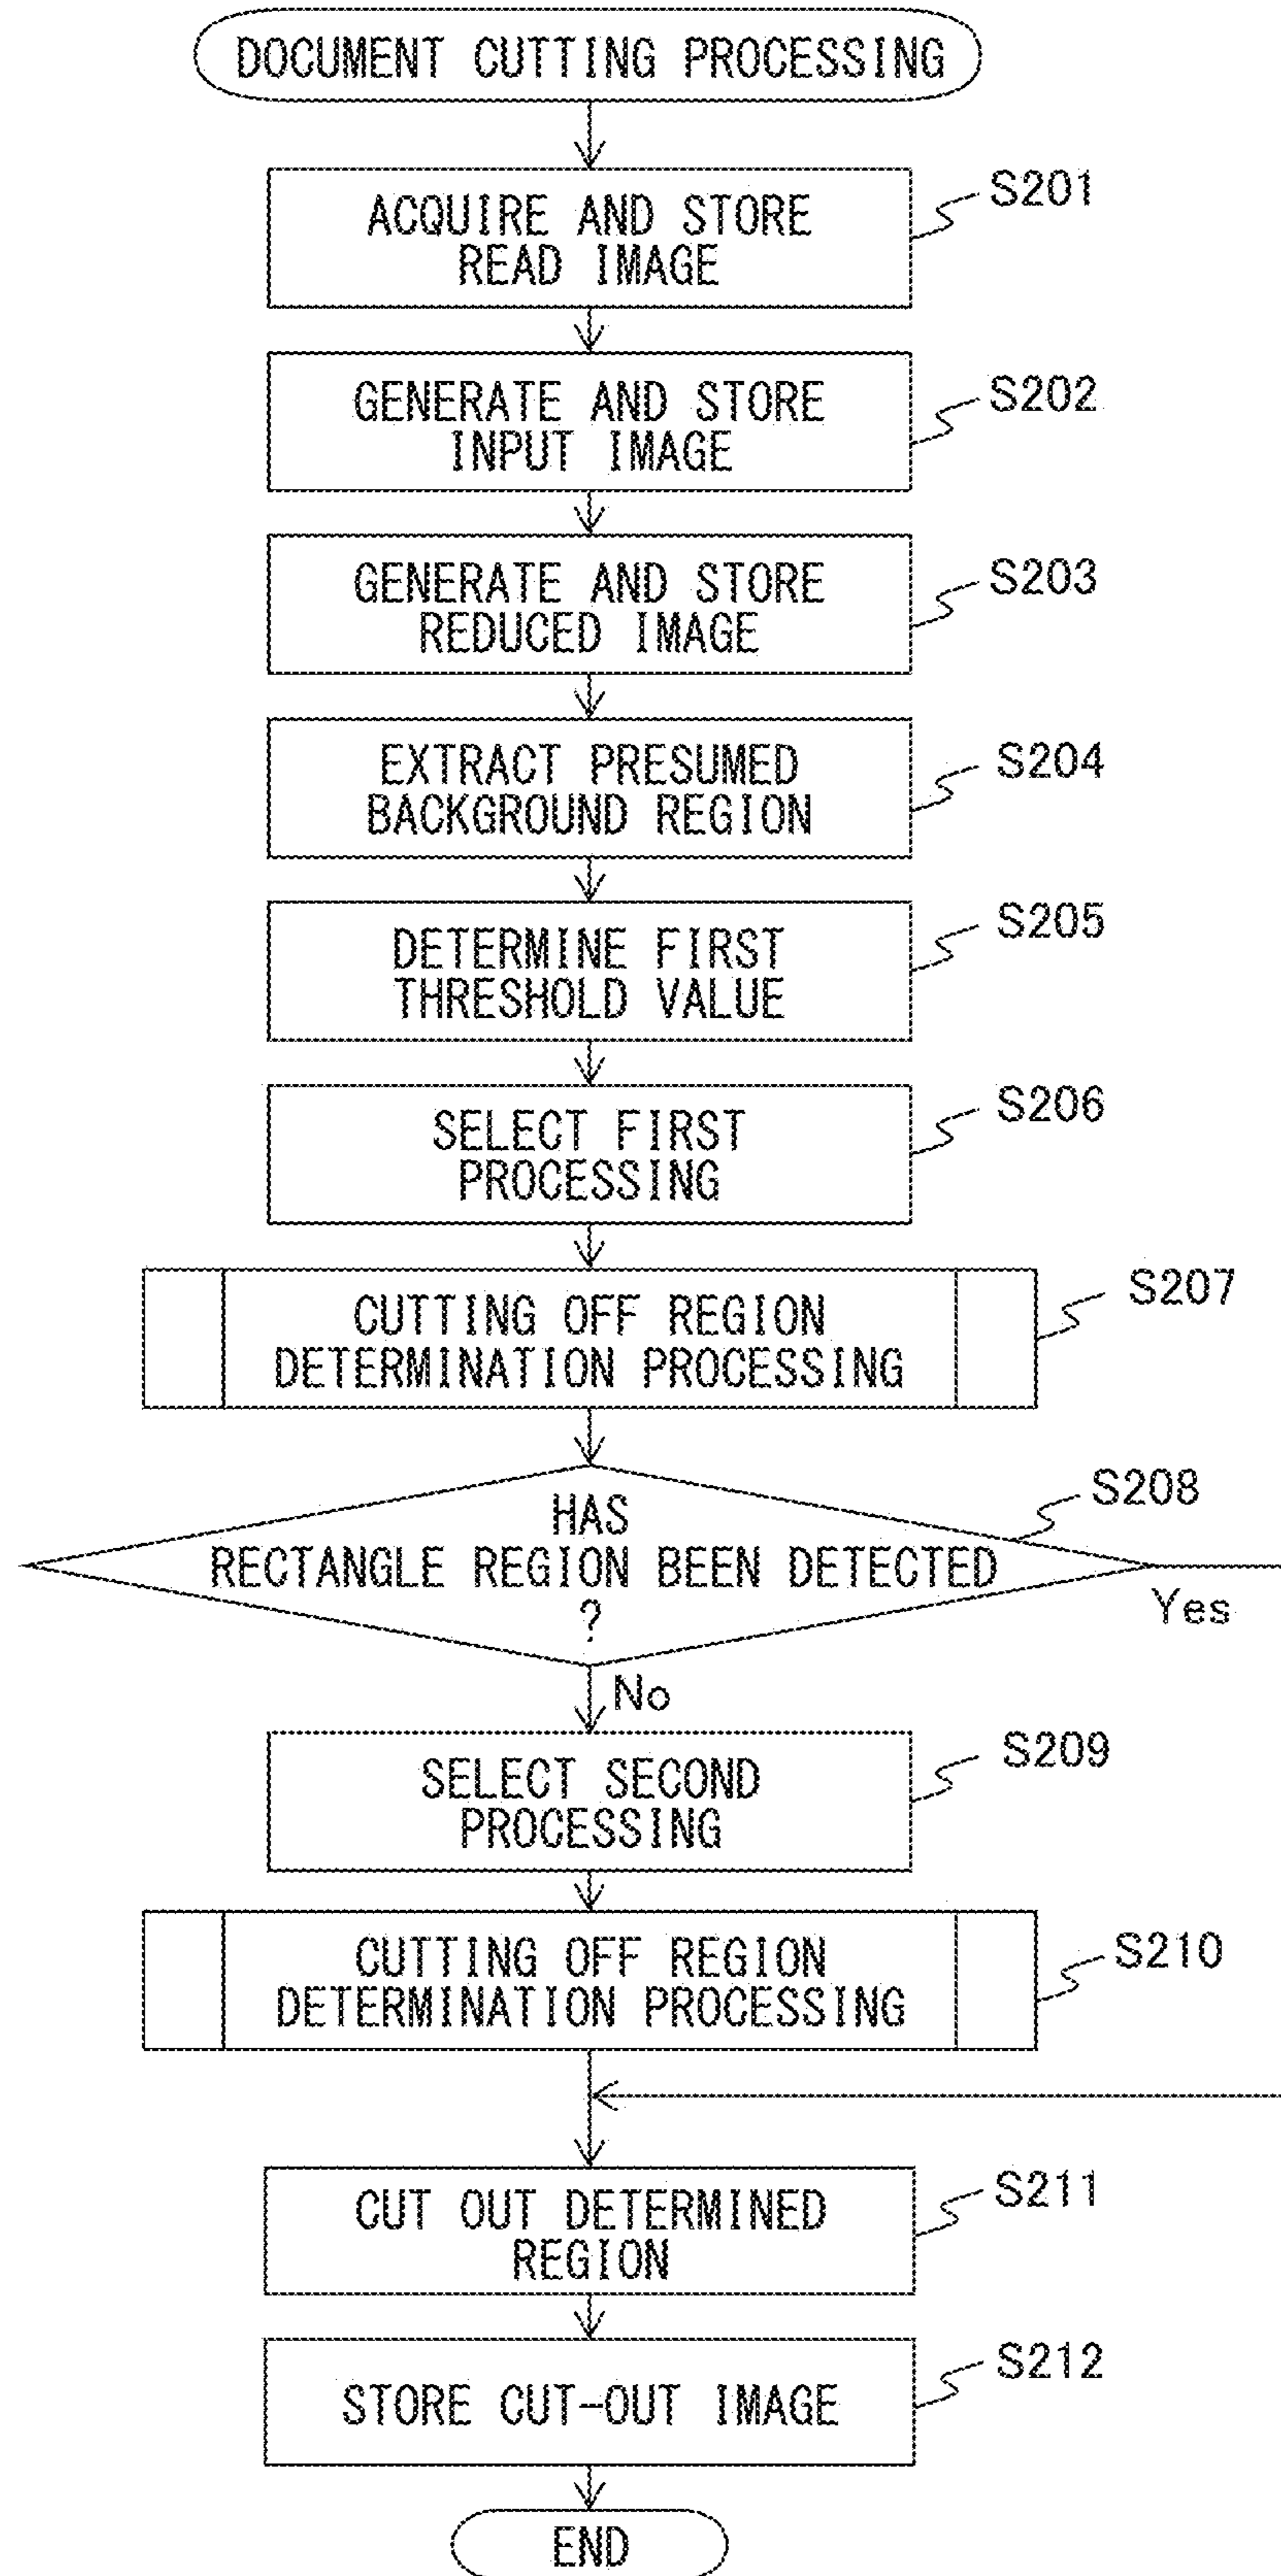 DOCUMENT CUTTING PROCESSING
ACQUIRE AND STORE
READ IMAGE
S201
GENERATE AND STORE
INPUT IMAGE
S202
GENERATE AND STORE
REDUCED IMAGE
S203
EXTRACT PRESUMED
BACKGROUND REGION
S204
DETERMINE FIRST
THRESHOLD VALUE
S205
SELECT FIRST
PROCESSING
S206
CUTTING OFF REGION
DETERMINATION PROCESSING
S207
HAS
RECTANGLE REGION BEEN DETECTED
?
S208
Yes
No
SELECT SECOND
PROCESSING
S209
CUTTING OFF REGION
DETERMINATION PROCESSING
S210
CUT OUT DETERMINED
REGION
S211
STORE CUT-OUT IMAGE
S212
END